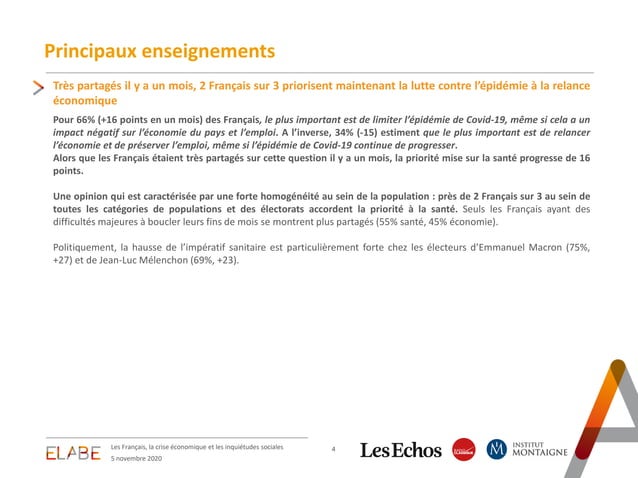 Principaux enseignements
Très partagés il y a un mois, 2 Français sur 3 priorisent maintenant la lutte contre l’épidémie à la relance
économique
Pour 66% (+16 points en un mois) des Français, le plus important est de limiter l’épidémie de Covid-19, même si cela a un
impact négatif sur l’économie du pays et l’emploi. A l’inverse, 34% (-15) estiment que le plus important est de relancer
l’économie et de préserver l’emploi, même si l’épidémie de Covid-19 continue de progresser.
Alors que les Français étaient très partagés sur cette question il y a un mois, la priorité mise sur la santé progresse de 16
points.
Une opinion qui est caractérisée par une forte homogénéité au sein de la population : près de 2 Français sur 3 au sein de
toutes les catégories de populations et des électorats accordent la priorité à la santé. Seuls les Français ayant des
difficultés majeures à boucler leurs fins de mois se montrent plus partagés (55% santé, 45% économie).
Politiquement, la hausse de l’impératif sanitaire est particulièrement forte chez les électeurs d’Emmanuel Macron (75%,
+27) et de Jean-Luc Mélenchon (69%, +23).
ELABE
Les Français, la crise économique et les inquiétudes sociales
5 novembre 2020
4
LesEchos
RADIO
CLASSIQUE
INSTITUT
MONTAIGNE